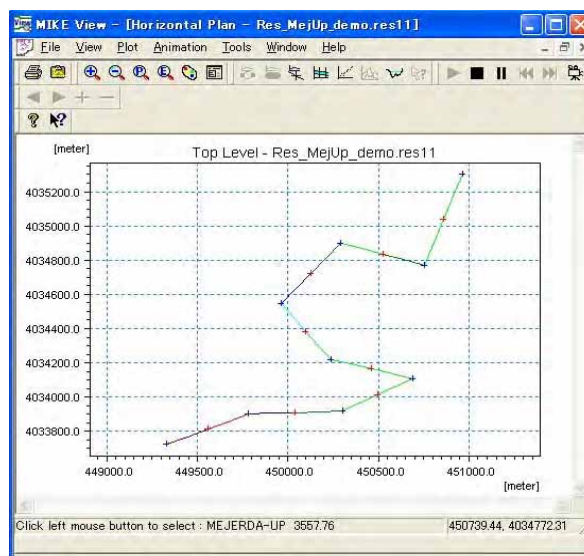 MIKE View - [Horizontal Plan - Res_MejUp_demo.res11]
File View Plot Animation Tools Window Help
[meter]
Top Level - Res_MejUp_demo.res11
4035200.0
4035000.0
4034800.0
4034600.0
4034400.0
4034200.0
4034000.0
4033800.0
449000.0 449500.0 450000.0 450500.0 451000.0
[meter]
Click left mouse button to select : MEJERDA-UP 3557.76 450739.44, 4034772.31